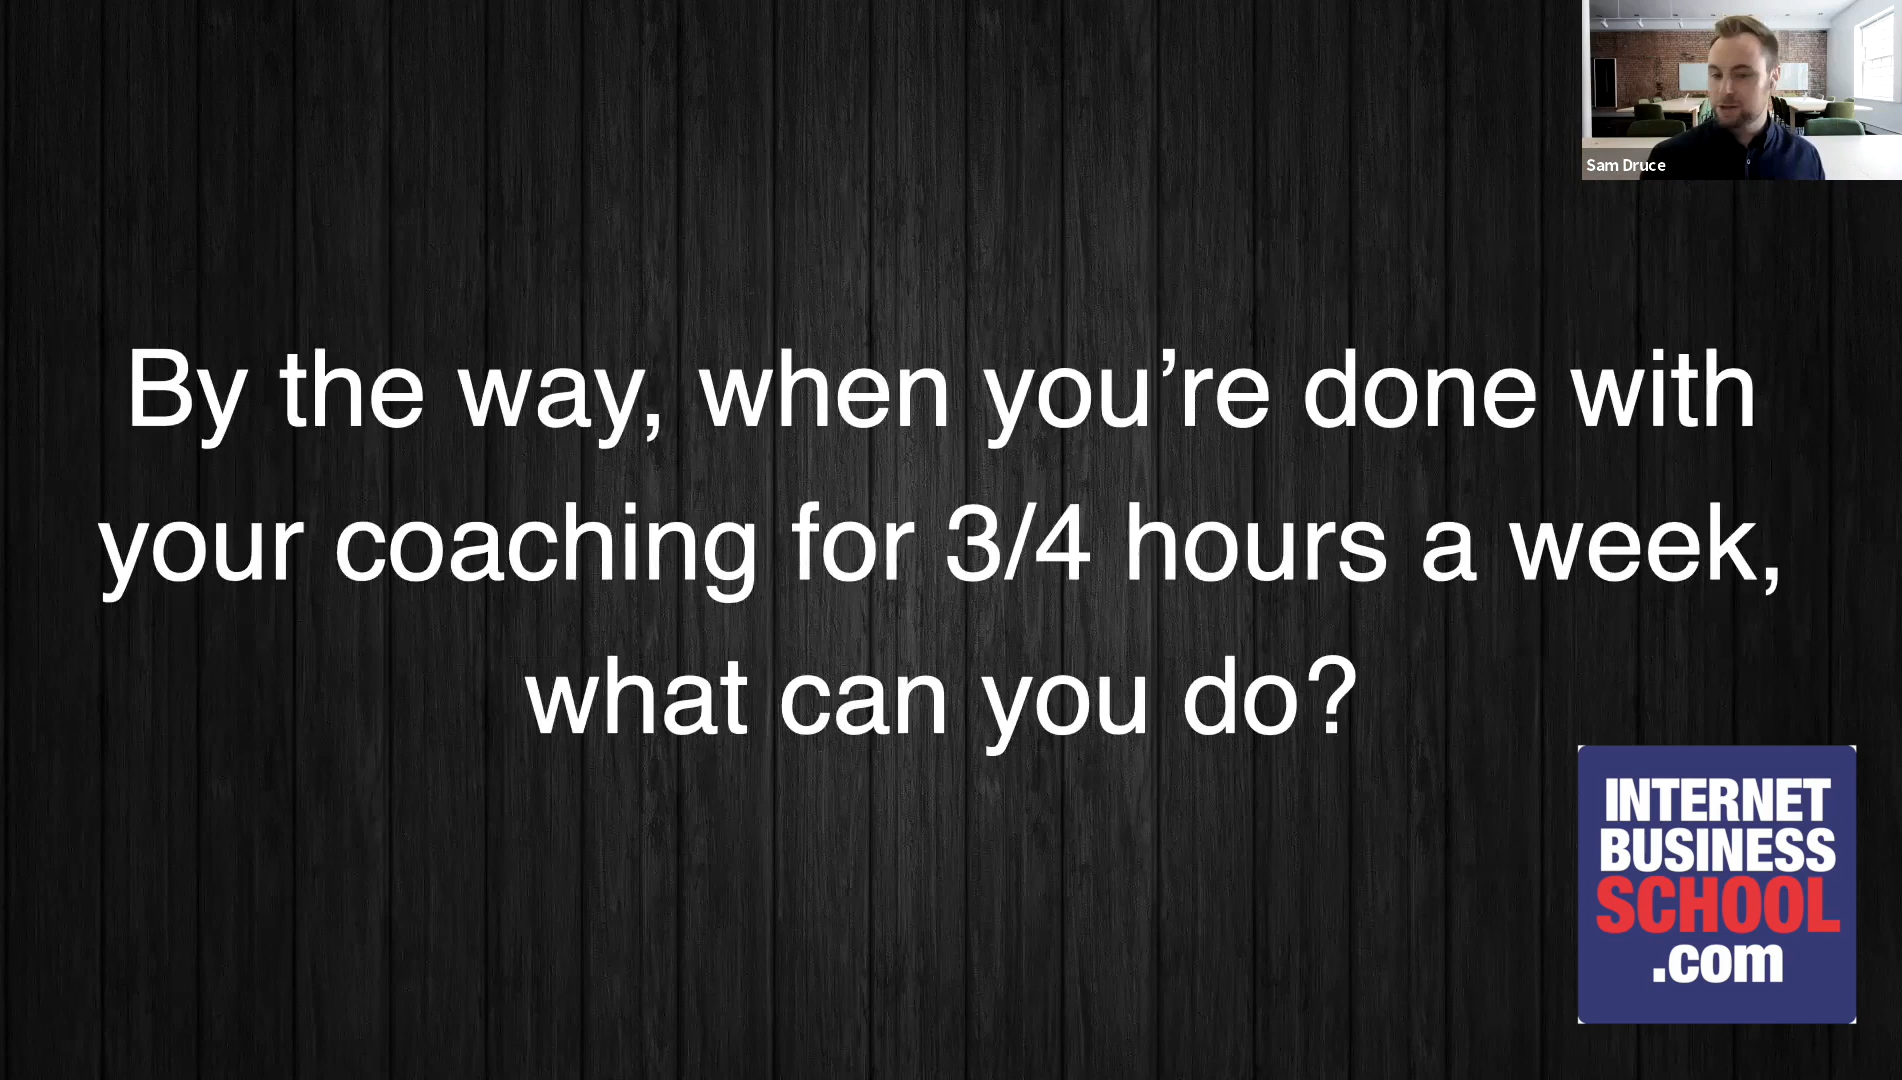 Sam Druce
By the way, when you’re done with
your coaching for 3/4 hours a week,
what can you do?
INTERNET
BUSINESS
SCHOOL
.com